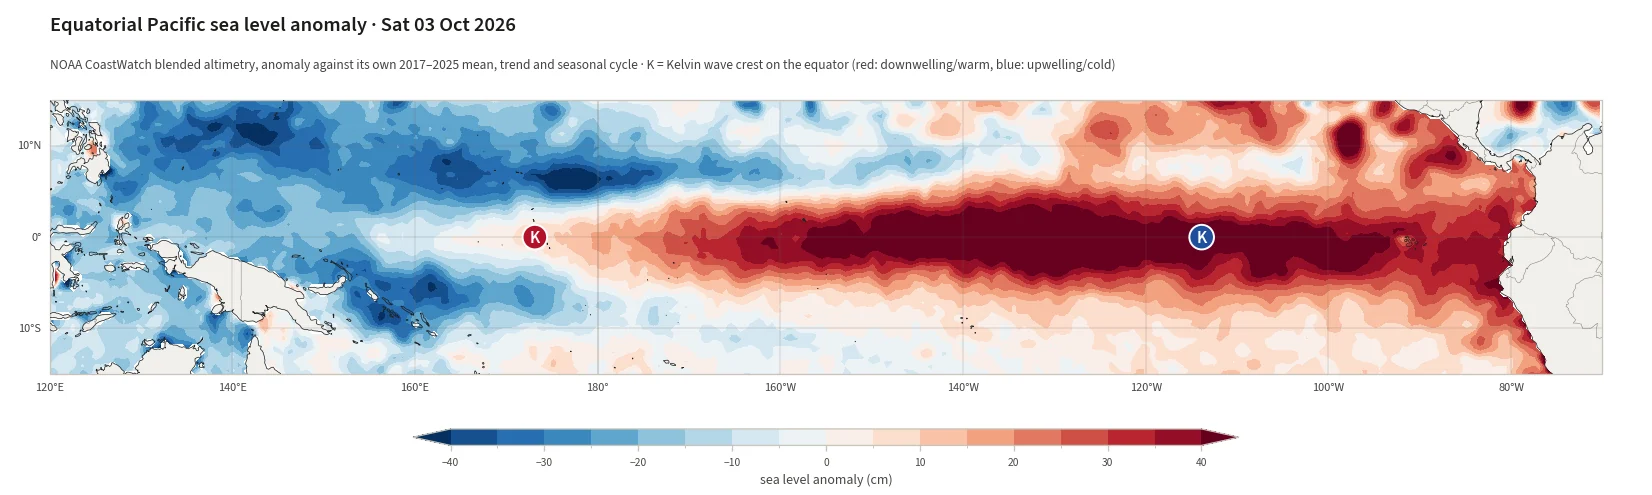 Equatorial Pacific sea level anomaly · Sat 03 Oct 2026
NOAA CoastWatch blended altimetry, anomaly against its own 2017–2025 mean, trend and seasonal cycle · K = Kelvin wave crest on the equator (red: downwelling/warm, blue: upwelling/cold)
10°N
0°
K
K
10°S
120°E 140°E 160°E 180° 160°W 140°W 120°W 100°W 80°W
−40 −30 −20 −10 0 10 20 30 40
sea level anomaly (cm)